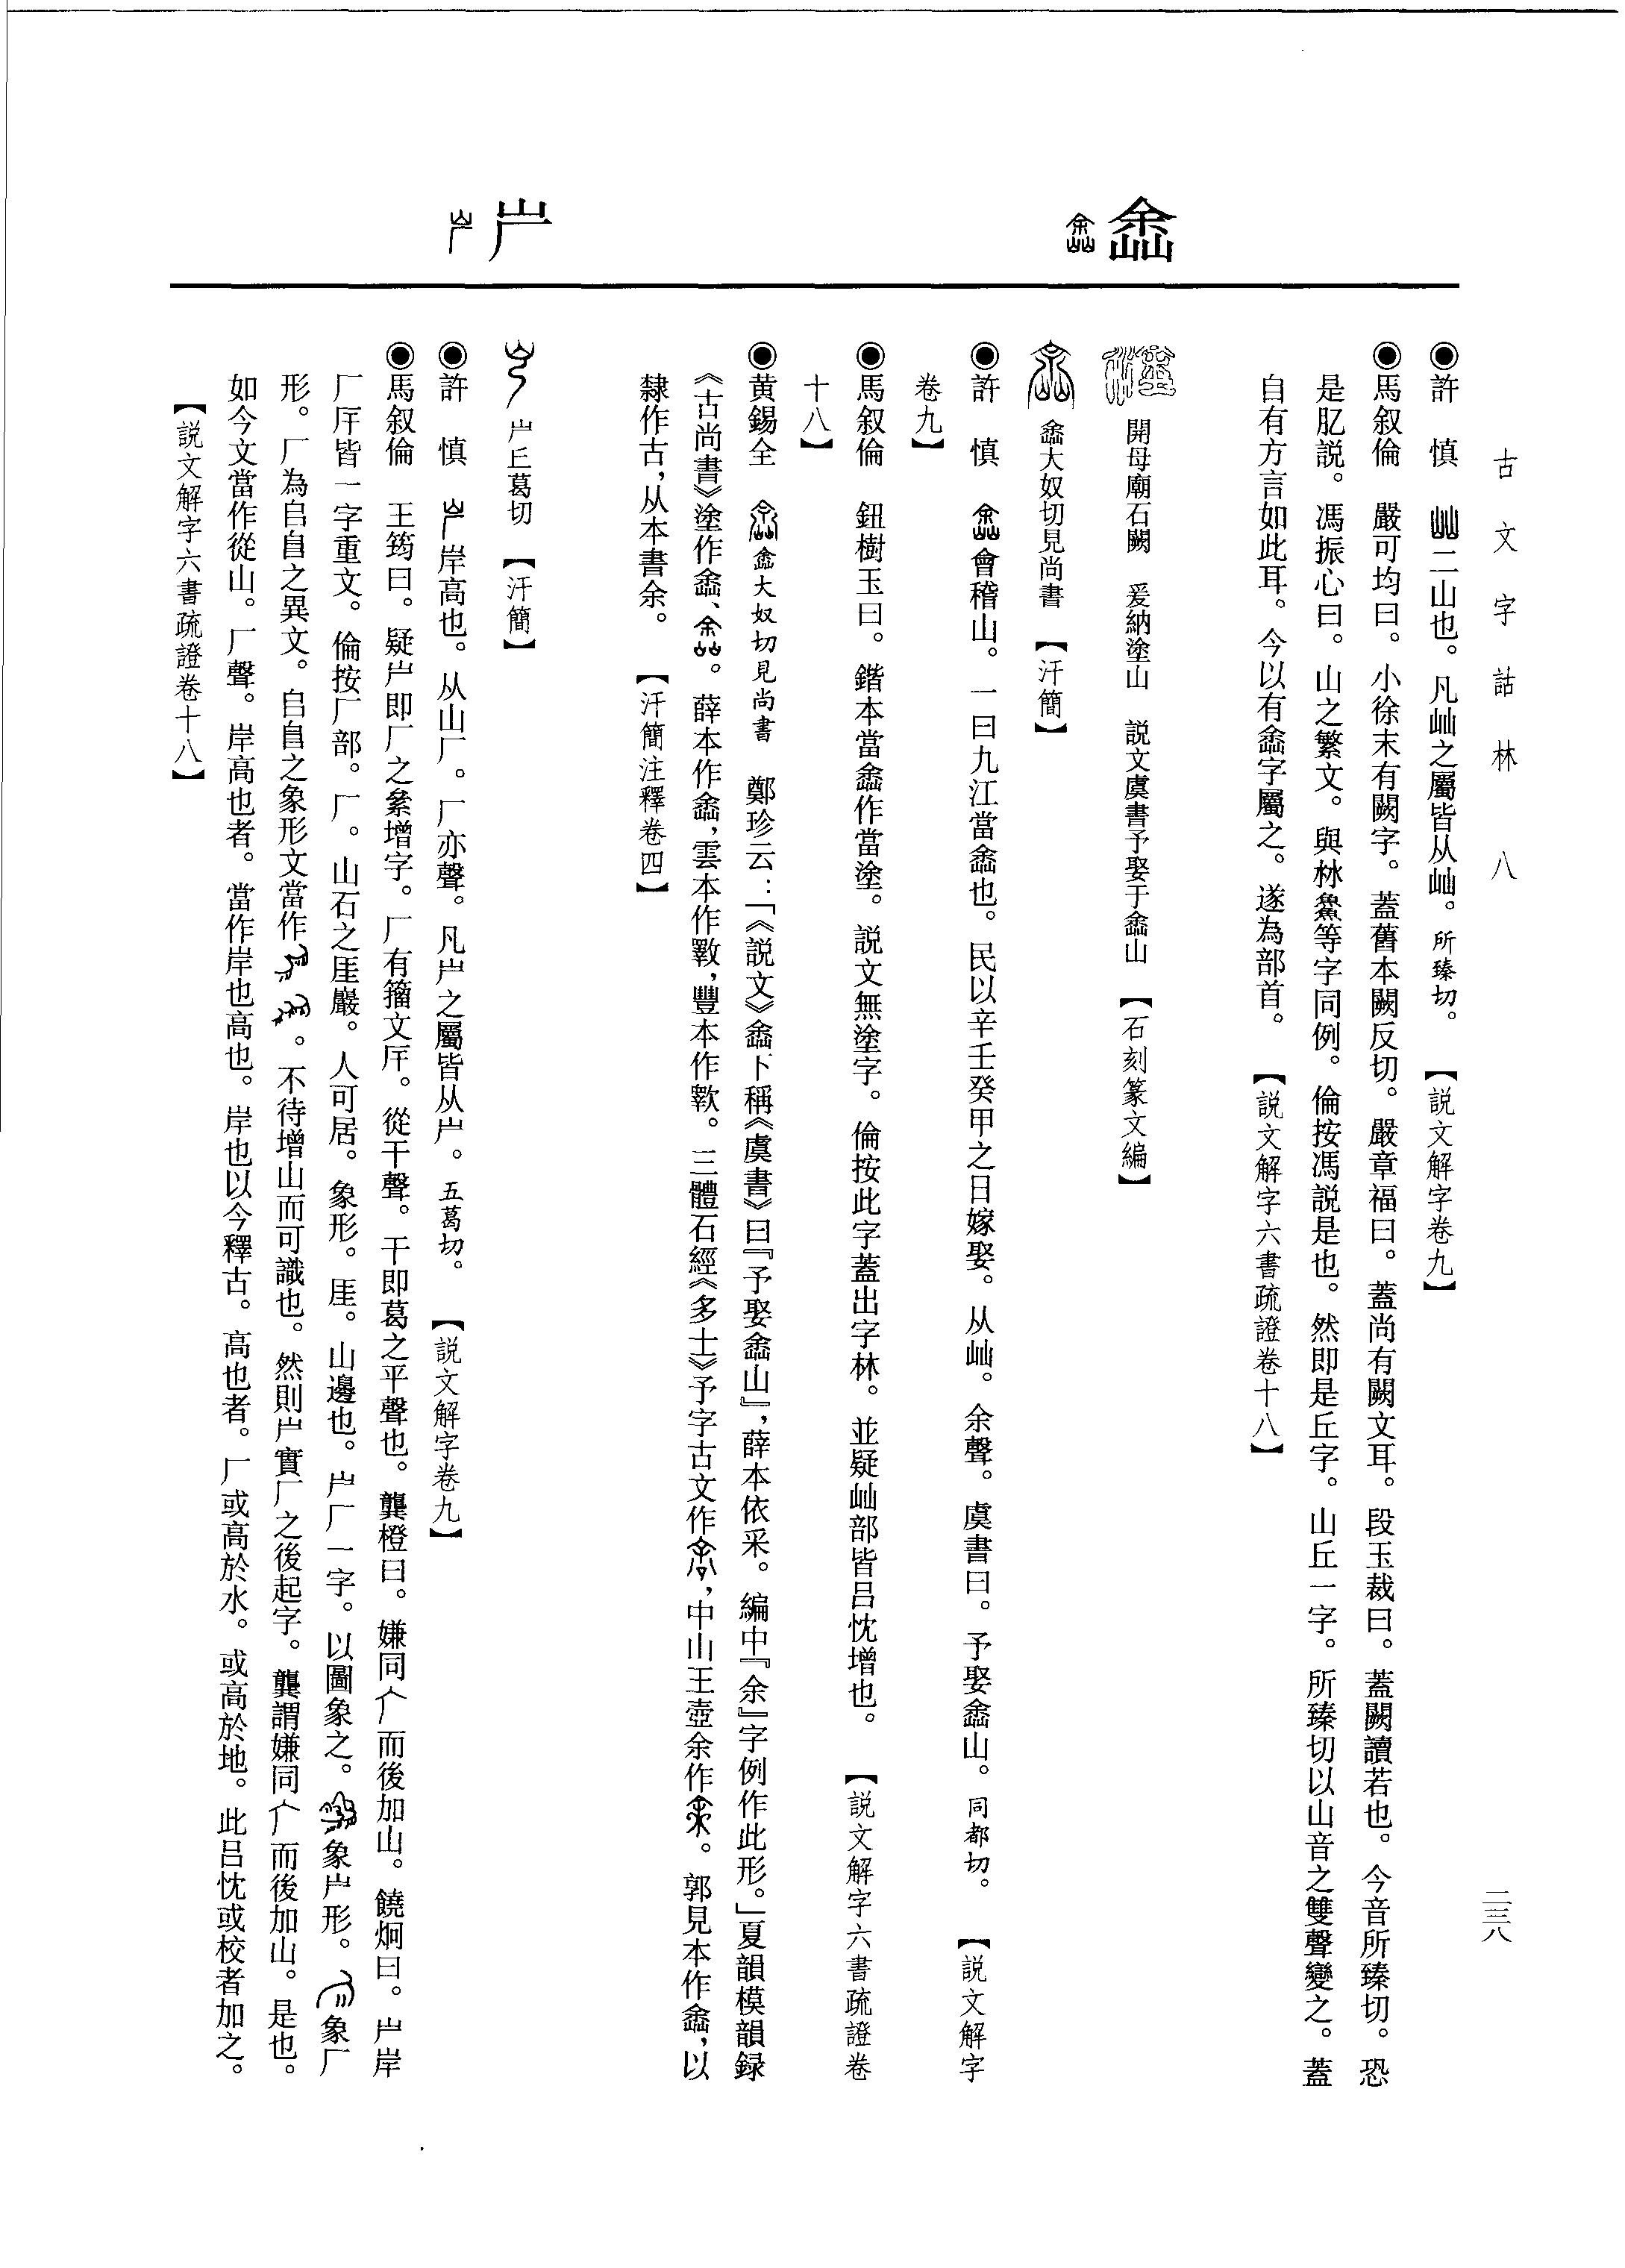 古文字詁林 八
二三八
嵞
屵
◉許 慎 屾二山也。凡屾之屬皆从屾。所臻切。 【説文解字卷九】
◉馬叙倫 嚴可均曰。小徐末有闕字。蓋舊本闕反切。嚴章福曰。蓋尚有闕文耳。段玉裁曰。蓋闕讀若也。今音所臻切。恐
是肊説。馮振心曰。山之繁文。與㳫䲆等字同例。倫按馮説是也。然即是丘字。山丘一字。所臻切以山音之雙聲變之。蓋
自有方言如此耳。今以有嵞字屬之。遂為部首。 【説文解字六書疏證卷十八】
開母廟石闕 爰納塗山 説文虞書予娶于嵞山 【石刻篆文編】
嵞大奴切見尚書 【汗簡】
◉許 慎 嵞會稽山。一曰九江當嵞也。民以辛壬癸甲之日嫁娶。从屾。余聲。虞書曰。予娶嵞山。同都切。 【説文解字
卷九】
◉馬叙倫 鈕樹玉曰。鍇本當嵞作當塗。説文無塗字。倫按此字蓋出字林。並疑屾部皆吕忱增也。 【説文解字六書疏證卷
十八】
◉黄錫全 嵞大奴切見尚書 鄭珍云：「《説文》嵞下稱《虞書》曰『予娶嵞山』，薛本依采。編中『余』字例作此形。」夏韻模韻録
《古尚書》塗作嵞、。薛本作嵞，雲本作斁，豐本作㪿。三體石經《多士》予字古文作，中山王壺余作。郭見本作嵞，以
隸作古，从本書余。 【汗簡注釋卷四】
屵丘葛切 【汗簡】
◉許 慎 屵岸高也。从山厂。厂亦聲。凡屵之屬皆从屵。五葛切。 【説文解字卷九】
◉馬叙倫 王筠曰。疑屵即厂之絫增字。厂有籀文厈。從干聲。干即葛之平聲也。龔橙曰。嫌同而後加山。饒炯曰。屵岸
厂厈皆一字重文。倫按厂部。厂。山石之厓巖。人可居。象形。厓。山邊也。屵厂一字。以圖象之。象屵形。象厂
形。厂為𠂤𨸏之異文。𠂤𨸏之象形文當作。不待增山而可識也。然則屵實厂之後起字。龔謂嫌同而後加山。是也。
如今文當作從山。厂聲。岸高也者。當作岸也高也。岸也以今釋古。高也者。厂或高於水。或高於地。此吕忱或校者加之。
【説文解字六書疏證卷十八】